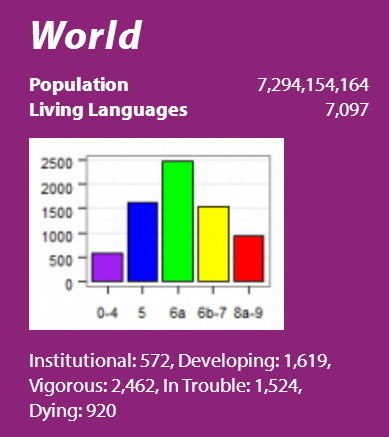 World
Population 7,294,154,164
Living Languages 7,097
2500
2000
1500
1000
500
0
0-4 5 6a 6b-7 8a-9
Institutional: 572, Developing: 1,619,
Vigorous: 2,462, In Trouble: 1,524,
Dying: 920